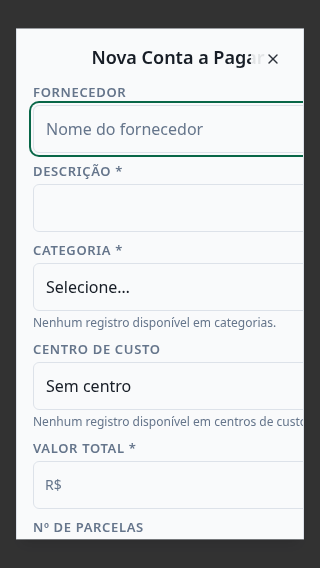 Nova Conta a Pagar ×
FORNECEDOR
Nome do fornecedor
DESCRIÇÃO *
CATEGORIA *
Selecione...
Nenhum registro disponível em categorias.
CENTRO DE CUSTO
Sem centro
Nenhum registro disponível em centros de custo
VALOR TOTAL *
R$
Nº DE PARCELAS